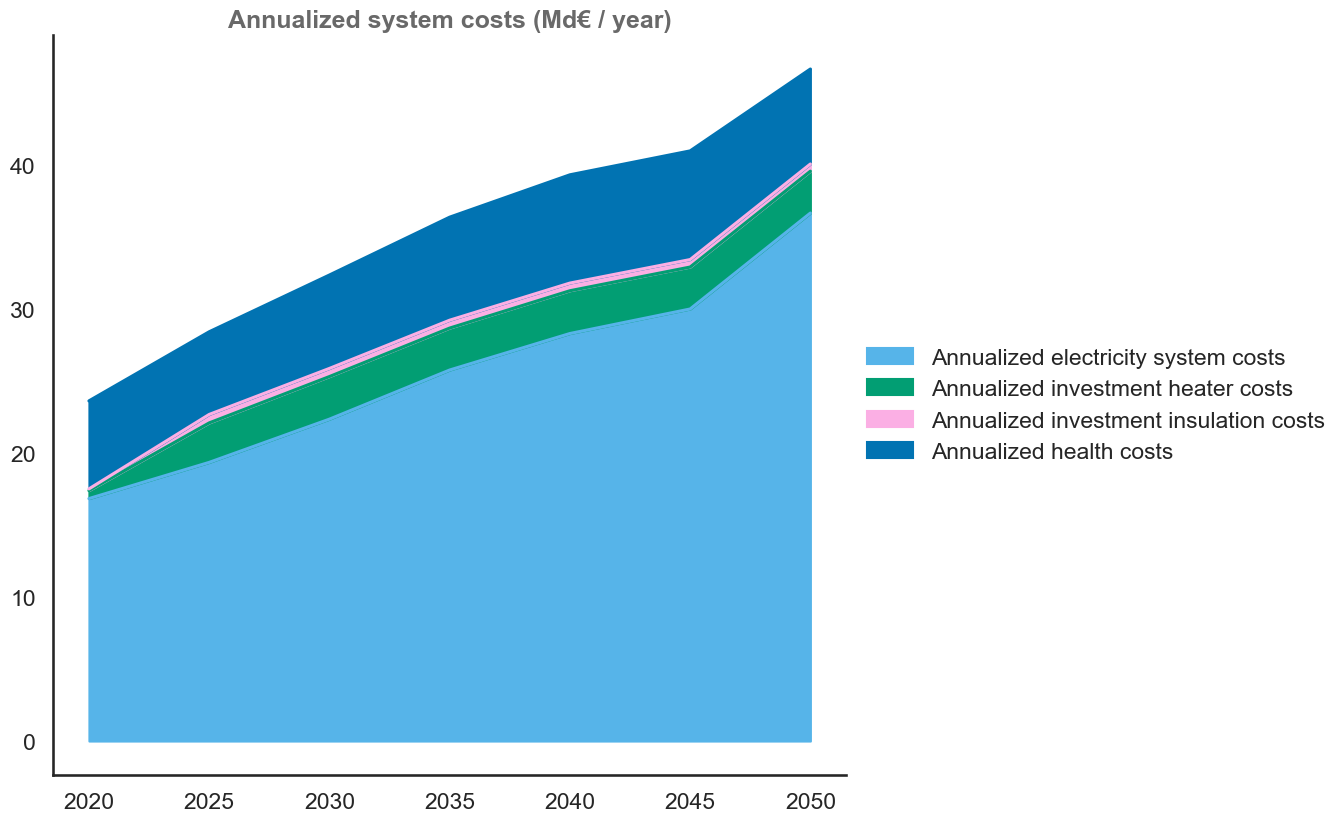 Annualized system costs (Md€ / year)
40
30
20
10
0
2020 2025 2030 2035 2040 2045 2050
Annualized electricity system costs
Annualized investment heater costs
Annualized investment insulation costs
Annualized health costs